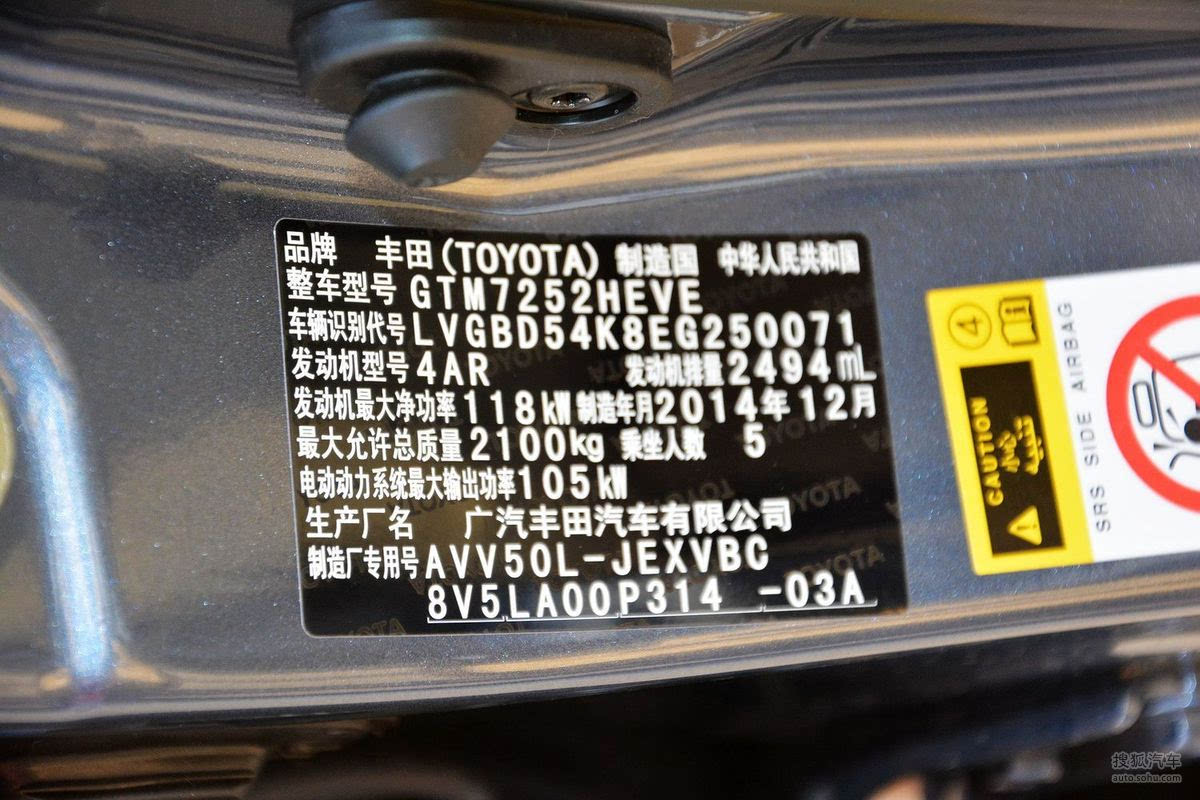 品牌 丰田(TOYOTA) 制造国 中华人民共和国
整车型号 GTM7252HEVE
车辆识别代号 LVGBD54K8EG250071
发动机型号 4AR 发动机排量 2494 mL
发动机最大净功率 118kW 制造年月 2014年12月
最大允许总质量 2100kg 乘坐人数 5
电动动力系统最大输出功率 105kW
生产厂名 广汽丰田汽车有限公司
制造厂专用号 AVV50L-JEXVBC
8V5LA00P314 -03A
4
CAUTION
小心
SRS SIDE AIRBAG
搜狐汽车
auto.sohu.com